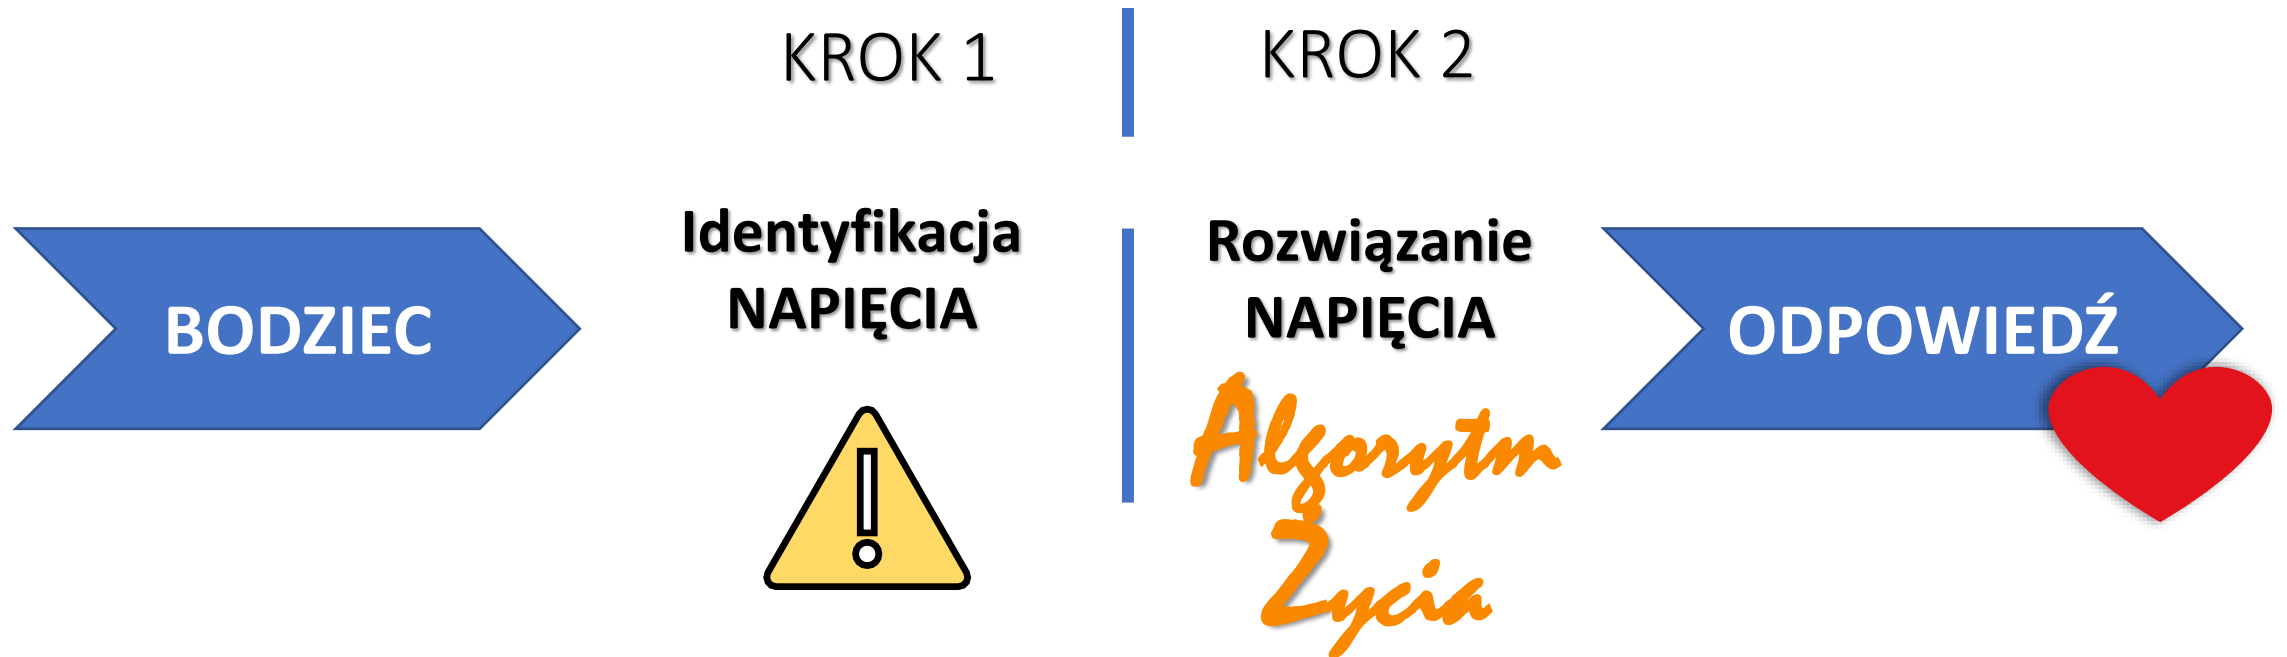 KROK 1
KROK 2
BODZIEC
Identyfikacja
NAPIĘCIA
Rozwiązanie
NAPIĘCIA
Algorytm
Życia
ODPOWIEDŹ